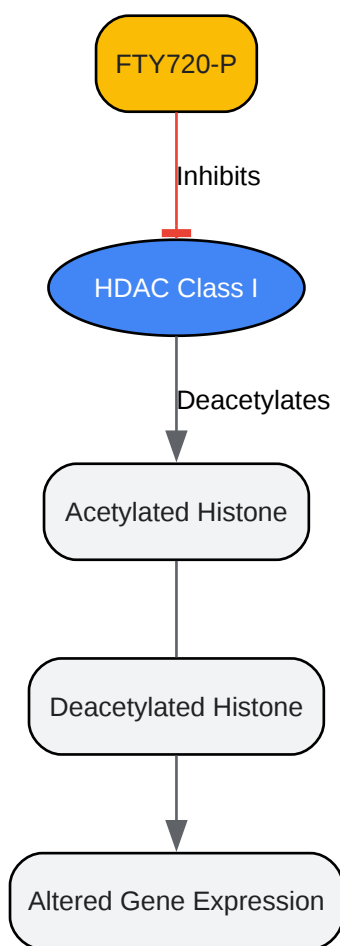 FTY720-P
Inhibits
HDAC Class I
Deacetylates
Acetylated Histone
Deacetylated Histone
Altered Gene Expression